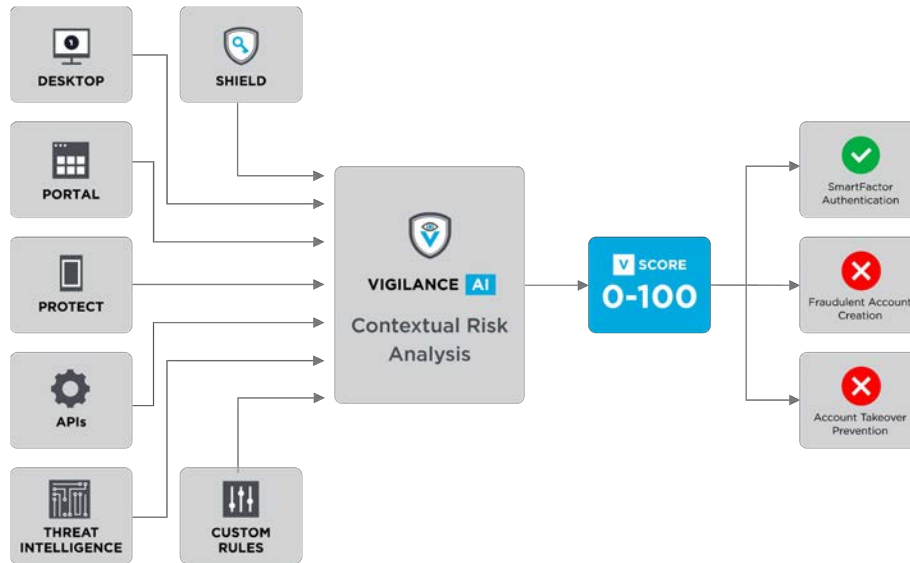 1
DESKTOP
SHIELD
PORTAL
PROTECT
APIs
THREAT
INTELLIGENCE
CUSTOM
RULES
V
VIGILANCE AI
Contextual Risk
Analysis
V SCORE
0-100
SmartFactor
Authentication
Fraudulent Account
Creation
Account Takeover
Prevention